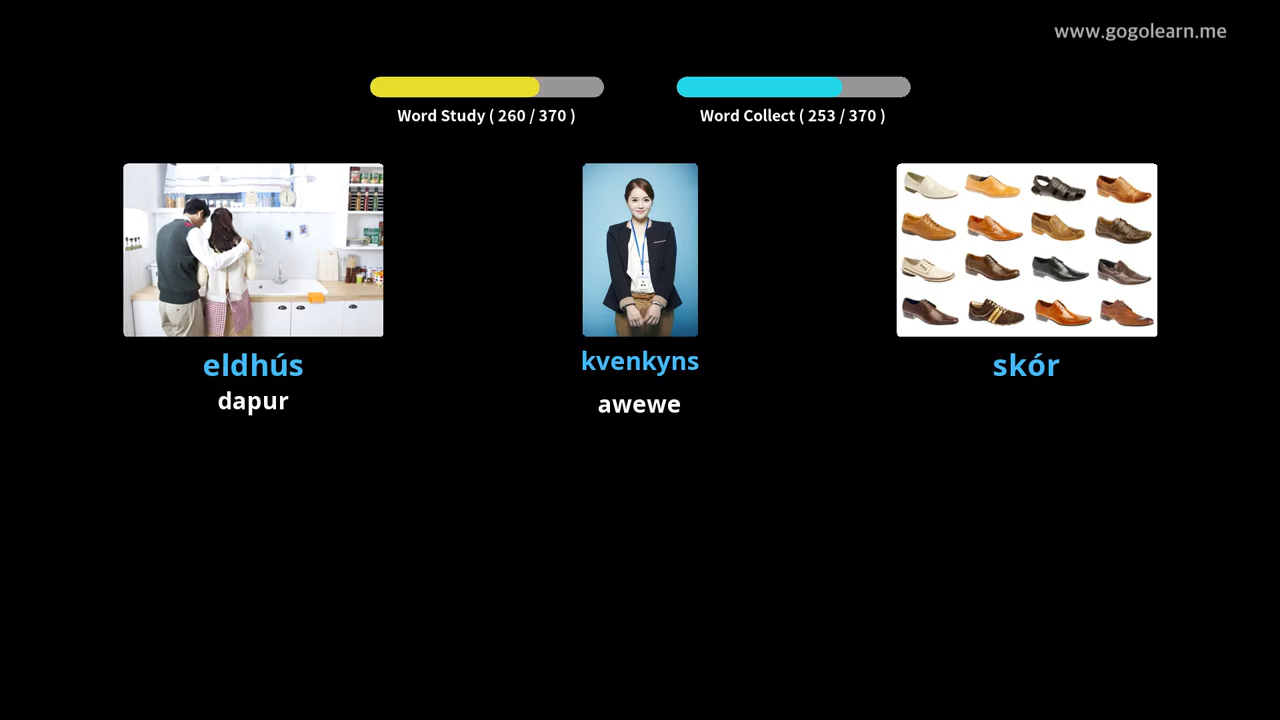 www.gogolearn.me
Word Study ( 260 / 370 )
Word Collect ( 253 / 370 )
eldhús
kvenkyns
skór
dapur
awewe